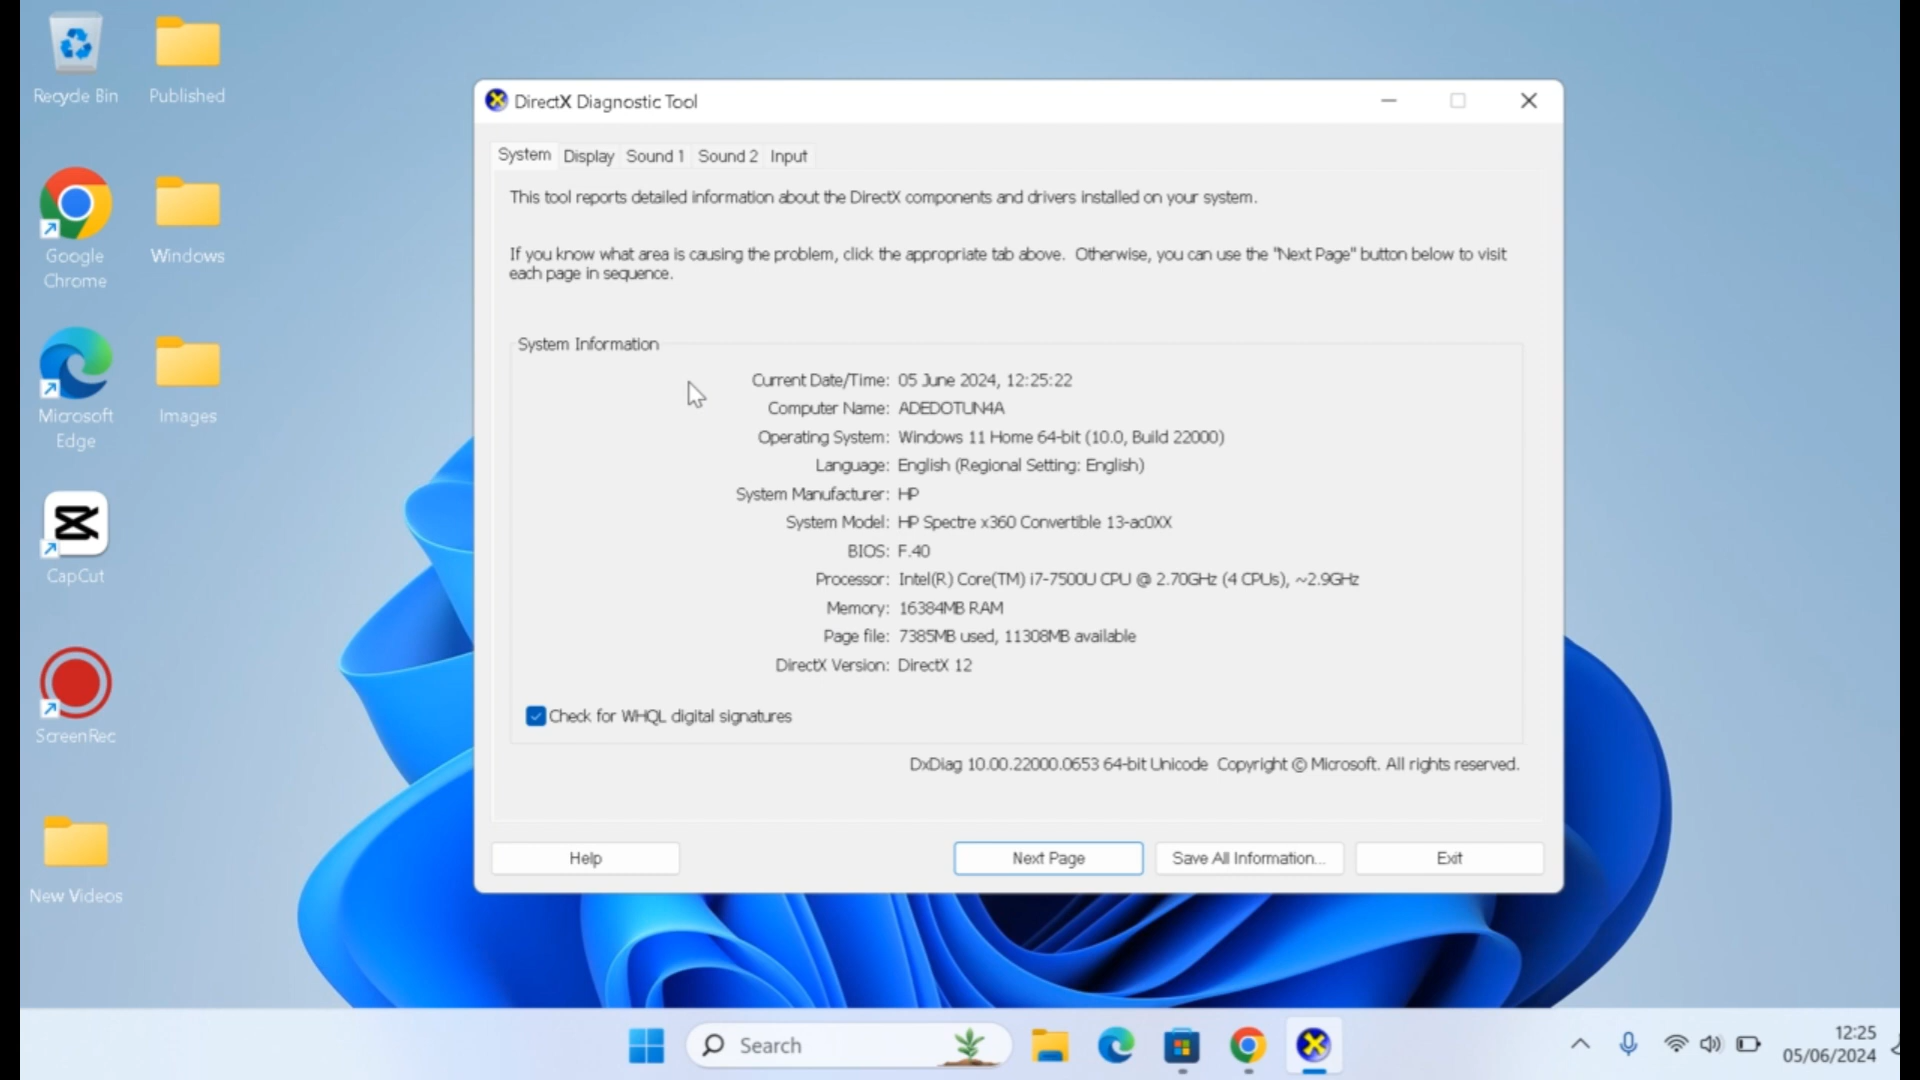 Recycle Bin
Published
Google
Chrome
Windows
Microsoft
Edge
Images
CapCut
ScreenRec
New Videos
DirectX Diagnostic Tool
System Display Sound 1 Sound 2 Input
This tool reports detailed information about the DirectX components and drivers installed on your system.
If you know what area is causing the problem, click the appropriate tab above. Otherwise, you can use the "Next Page" button below to visit
each page in sequence.
System Information
Current Date/Time: 05 June 2024, 12:25:22
Computer Name: ADEDOTUN4A
Operating System: Windows 11 Home 64-bit (10.0, Build 22000)
Language: English (Regional Setting: English)
System Manufacturer: HP
System Model: HP Spectre x360 Convertible 13-ac0XX
BIOS: F.40
Processor: Intel(R) Core(TM) i7-7500U CPU @ 2.70GHz (4 CPUs), ~2.9GHz
Memory: 16384MB RAM
Page file: 7385MB used, 11308MB available
DirectX Version: DirectX 12
Check for WHQL digital signatures
DxDiag 10.00.22000.0653 64-bit Unicode Copyright © Microsoft. All rights reserved.
Help
Next Page
Save All Information...
Exit
Search
12:25
05/06/2024